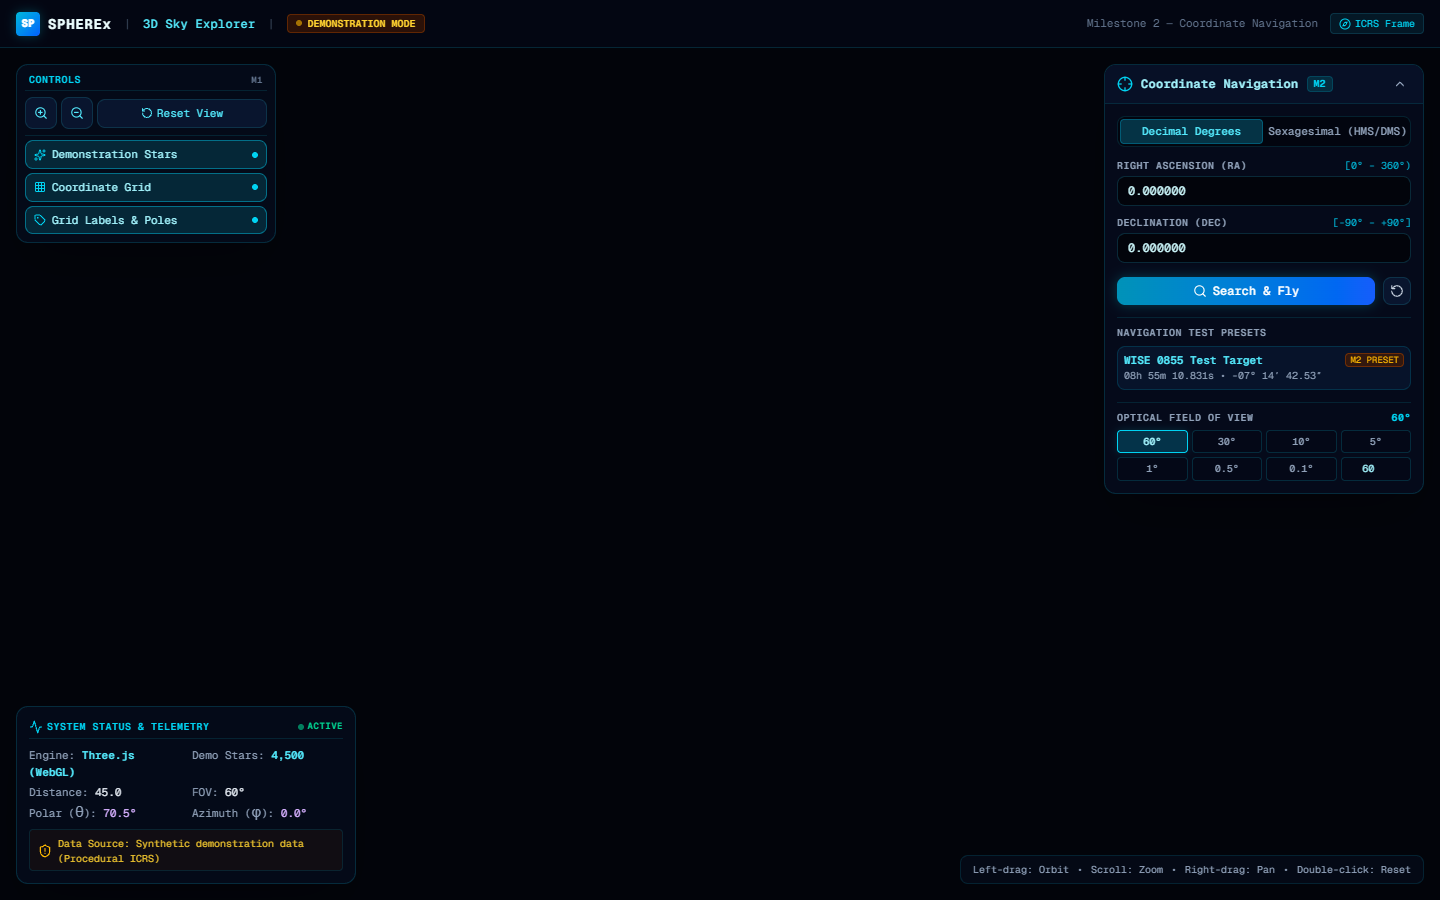 SP SPHEREx | 3D Sky Explorer | DEMONSTRATION MODE
Milestone 2 — Coordinate Navigation ICRS Frame
CONTROLS M1
Reset View
Demonstration Stars
Coordinate Grid
Grid Labels & Poles
Coordinate Navigation M2
Decimal Degrees Sexagesimal (HMS/DMS)
RIGHT ASCENSION (RA) [0° – 360°)
0.000000
DECLINATION (DEC) [-90° – +90°]
0.000000
Search & Fly
NAVIGATION TEST PRESETS
WISE 0855 Test Target M2 PRESET
08h 55m 10.831s • -07° 14' 42.53"
OPTICAL FIELD OF VIEW 60°
60° 30° 10° 5°
1° 0.5° 0.1° 60
SYSTEM STATUS & TELEMETRY ACTIVE
Engine: Three.js (WebGL)
Demo Stars: 4,500
Distance: 45.0 FOV: 60°
Polar (θ): 70.5° Azimuth (φ): 0.0°
Data Source: Synthetic demonstration data
(Procedural ICRS)
Left-drag: Orbit • Scroll: Zoom • Right-drag: Pan • Double-click: Reset